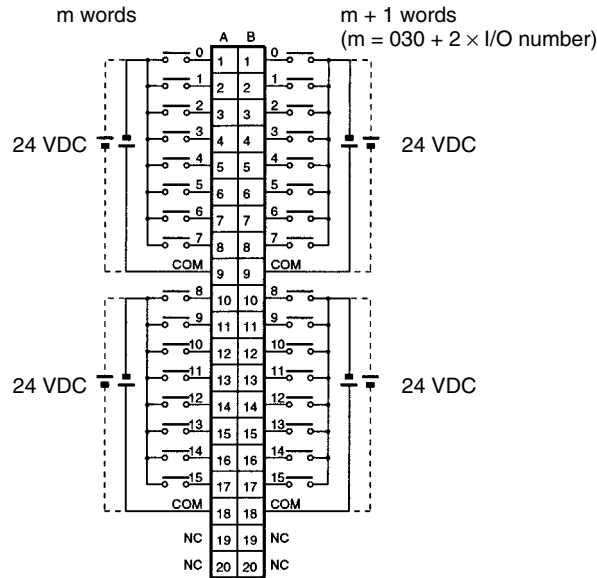 m words
m + 1 words
(m = 030 + 2 × I/O number)
A B
0 1 1 0
1 2 2 1
2 3 3 2
24 VDC 3 4 4 3 24 VDC
4 5 5 4
5 6 6 5
6 7 7 6
7 8 8 7
COM 9 9 COM
8 10 10 8
9 11 11 9
10 12 12 10
24 VDC 11 13 13 11 24 VDC
12 14 14 12
13 15 15 13
14 16 16 14
15 17 17 15
COM 18 18 COM
NC 19 19 NC
NC 20 20 NC